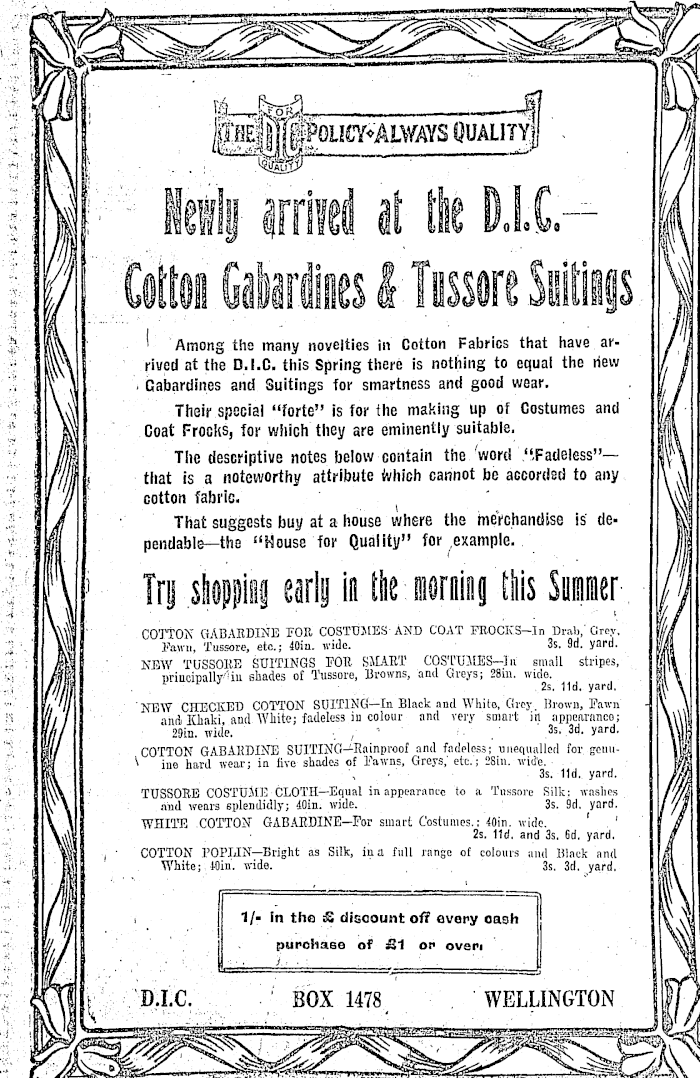 FOR
THE DIC POLICY ALWAYS QUALITY
QUALITY
Newly arrived at the D.I.C.—
Cotton Gabardines & Tussore Suitings
Among the many novelties in Cotton Fabrics that have ar-
rived at the D.I.C. this Spring there is nothing to equal the new
Gabardines and Suitings for smartness and good wear.
Their special "forte" is for the making up of Costumes and
Coat Frocks, for which they are eminently suitable.
The descriptive notes below contain the word "Fadeless"—
that is a noteworthy attribute which cannot be accorded to any
cotton fabric.
That suggests buy at a house where the merchandise is de-
pendable—the "House for Quality" for example.
Try shopping early in the morning this Summer
COTTON GABARDINE FOR COSTUMES AND COAT FROCKS—In Drab, Grey,
Fawn, Tussore, etc.; 40in. wide. 3s. 9d. yard.
NEW TUSSORE SUITINGS FOR SMART COSTUMES—In small stripes,
principally in shades of Tussore, Browns, and Greys; 28in. wide.
2s. 11d. yard.
NEW CHECKED COTTON SUITING—In Black and White, Grey, Brown, Fawn
and Khaki, and White; fadeless in colour and very smart in appearance;
29in. wide. 3s. 3d. yard.
COTTON GABARDINE SUITING—Rainproof and fadeless; unequalled for genu-
ine hard wear; in five shades of Fawns, Greys, etc.; 28in. wide.
3s. 11d. yard.
TUSSORE COSTUME CLOTH—Equal in appearance to a Tussore Silk; washes
and wears splendidly; 40in. wide. 3s. 9d. yard.
WHITE COTTON GABARDINE—For smart Costumes.; 40in. wide.
2s. 11d. and 3s. 6d. yard.
COTTON POPLIN—Bright as Silk, in a full range of colours and Black and
White; 40in. wide. 3s. 3d. yard.
1/- in the £ discount off every cash
purchase of £1 or over.
D.I.C. BOX 1478 WELLINGTON